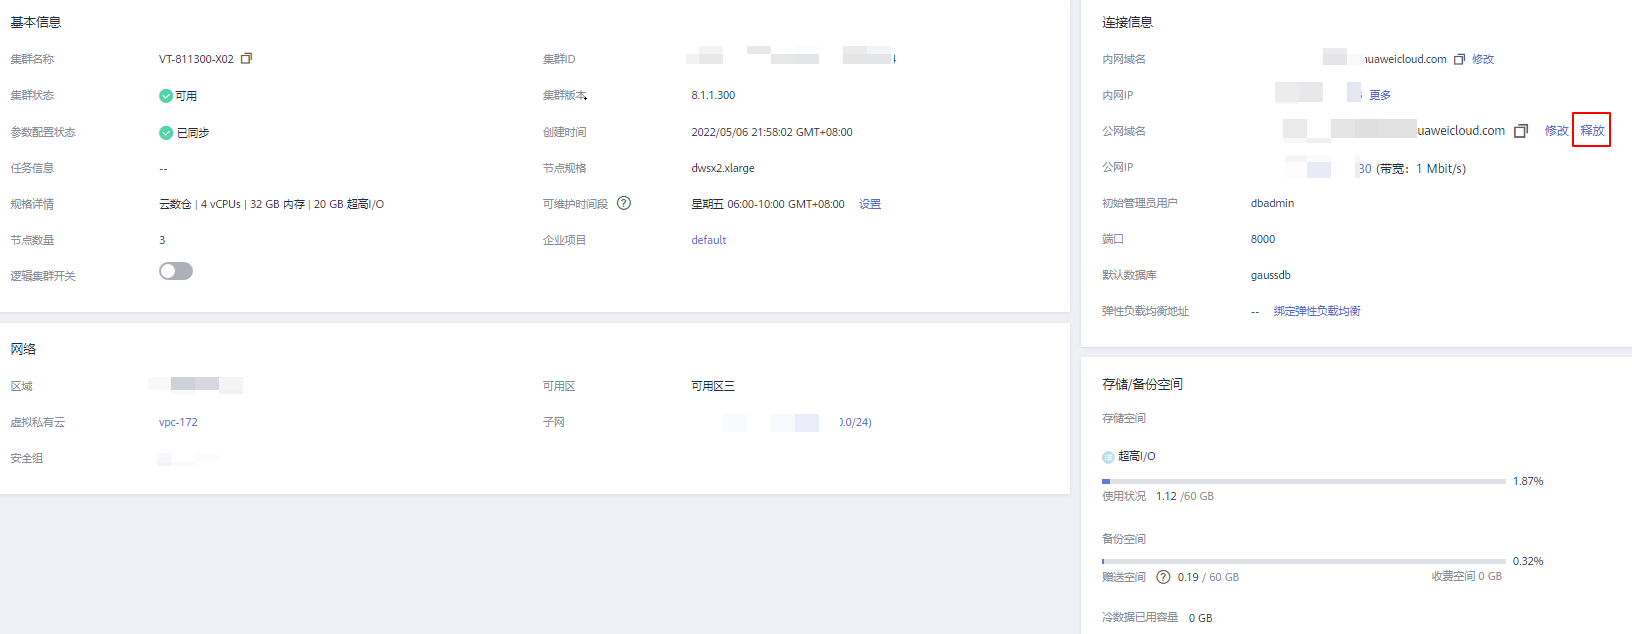 基本信息
集群名称 VT-811300-X02 集群ID
集群状态 可用 集群版本 8.1.1.300
参数配置状态 已同步 创建时间 2022/05/06 21:58:02 GMT+08:00
任务信息 -- 节点规格 dwsx2.xlarge
规格详情 云数仓 | 4 vCPUs | 32 GB 内存 | 20 GB 超高I/O 可维护时间段 ? 星期五 06:00-10:00 GMT+08:00 设置
节点数量 3 企业项目 default
逻辑集群开关
网络
区域 可用区 可用区三
虚拟私有云 vpc-172 子网 0.0/24)
安全组
连接信息
内网域名 uaweicloud.com 修改
内网IP 更多
公网域名 uaweicloud.com 修改 释放
公网IP 30 (带宽：1 Mbit/s)
初始管理员用户 dbadmin
端口 8000
默认数据库 gaussdb
弹性负载均衡地址 -- 绑定弹性负载均衡
存储/备份空间
存储空间
超高I/O
1.87%
使用状况 1.12 /60 GB
备份空间
0.32%
赠送空间 ? 0.19 / 60 GB 收费空间 0 GB
冷数据已用容量 0 GB